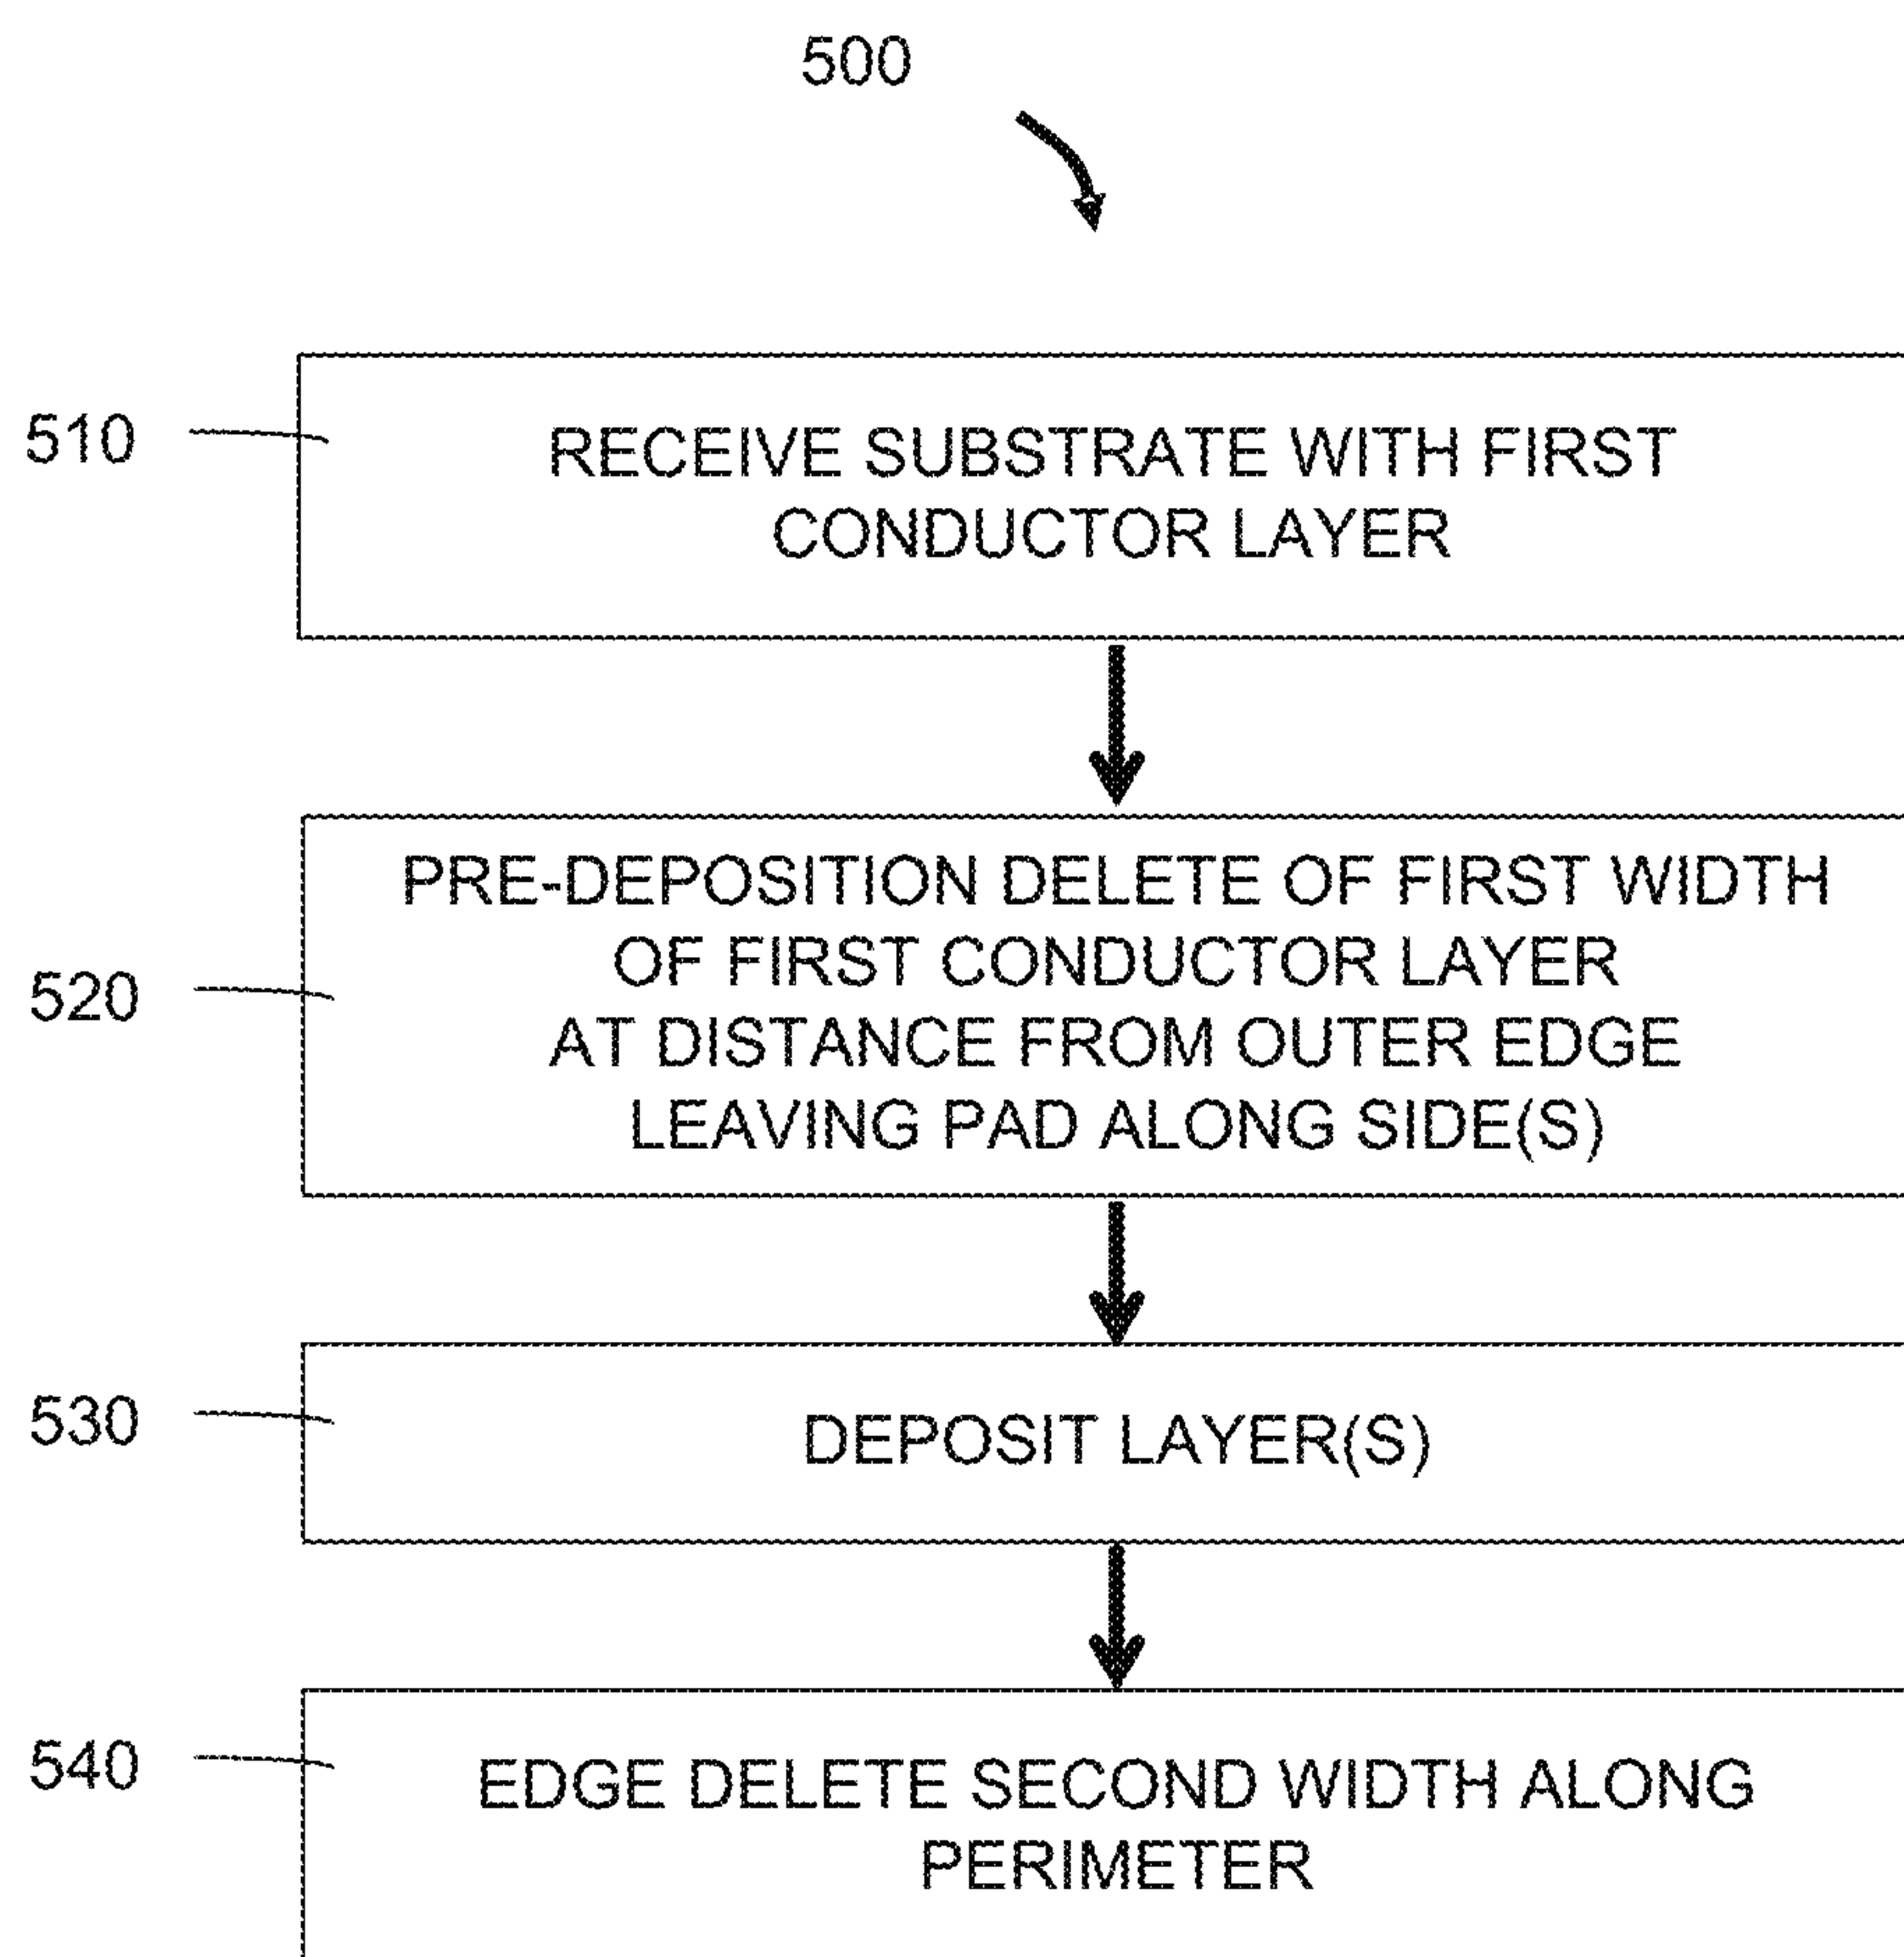 500
510
RECEIVE SUBSTRATE WITH FIRST
CONDUCTOR LAYER
520
PRE-DEPOSITION DELETE OF FIRST WIDTH
OF FIRST CONDUCTOR LAYER
AT DISTANCE FROM OUTER EDGE
LEAVING PAD ALONG SIDE(S)
530
DEPOSIT LAYER(S)
540
EDGE DELETE SECOND WIDTH ALONG
PERIMETER